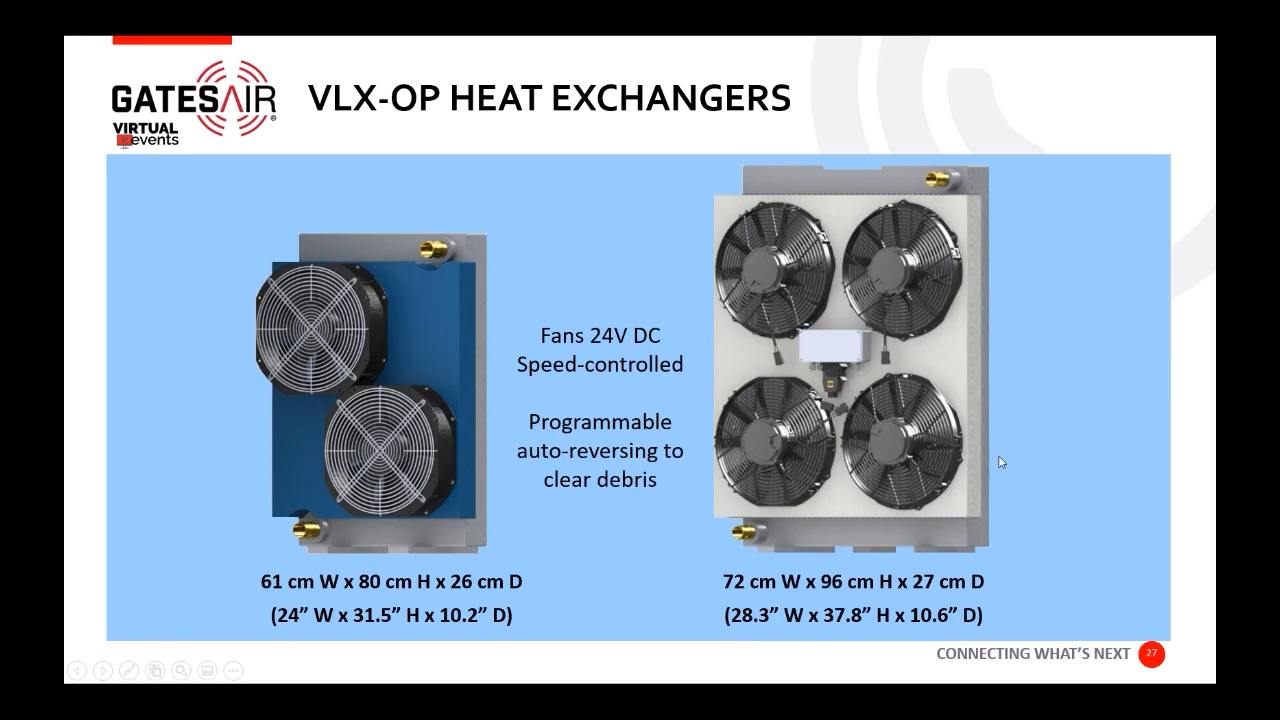 GATESAIR®
VIRTUAL
events
VLX-OP HEAT EXCHANGERS
Fans 24V DC
Speed-controlled
Programmable
auto-reversing to
clear debris
61 cm W x 80 cm H x 26 cm D
(24” W x 31.5” H x 10.2” D)
72 cm W x 96 cm H x 27 cm D
(28.3” W x 37.8” H x 10.6” D)
CONNECTING WHAT’S NEXT 27